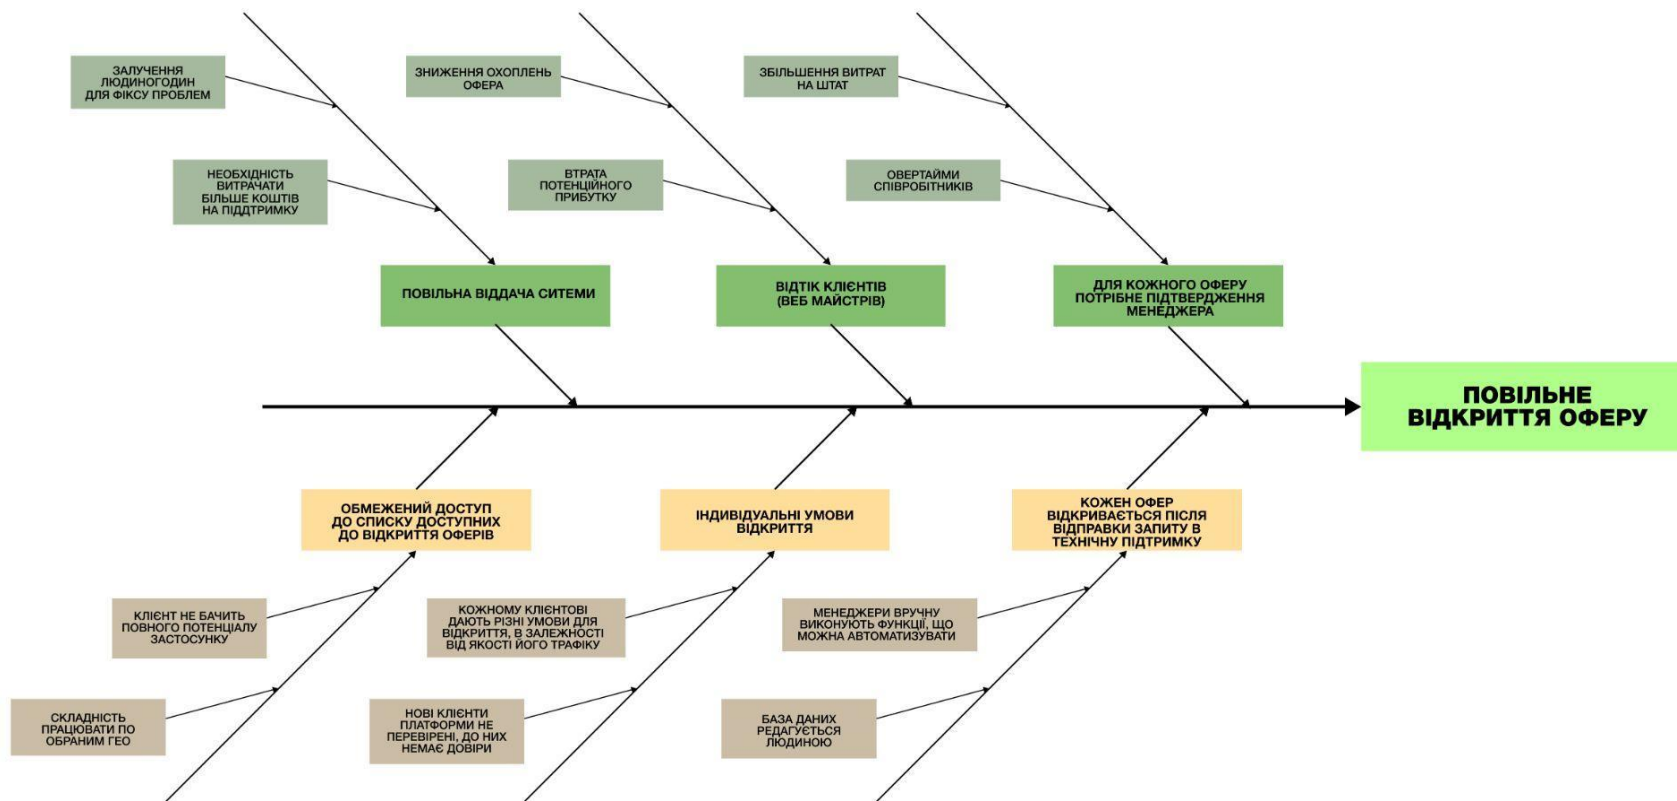 ЗАЛУЧЕННЯ
ЛЮДИНОГОДИН
ДЛЯ ФІКСУ ПРОБЛЕМ
ЗНИЖЕННЯ ОХОПЛЕНЬ
ОФЕРА
ЗБІЛЬШЕННЯ ВИТРАТ
НА ШТАТ
НЕОБХІДНІСТЬ
ВИТРАЧАТИ
БІЛЬШЕ КОШТІВ
НА ПІДДТРИМКУ
ВТРАТА
ПОТЕНЦІЙНОГО
ПРИБУТКУ
ОВЕРТАЙМИ
СПІВРОБІТНИКІВ
ПОВІЛЬНА ВІДДАЧА СИТЕМИ
ВІДТІК КЛІЄНТІВ
(ВЕБ МАЙСТРІВ)
ДЛЯ КОЖНОГО ОФЕРУ
ПОТРІБНЕ ПІДТВЕРДЖЕННЯ
МЕНЕДЖЕРА
ПОВІЛЬНЕ
ВІДКРИТТЯ ОФЕРУ
ОБМЕЖЕНИЙ ДОСТУП
ДО СПИСКУ ДОСТУПНИХ
ДО ВІДКРИТТЯ ОФЕРІВ
ІНДИВІДУАЛЬНІ УМОВИ
ВІДКРИТТЯ
КОЖЕН ОФЕР
ВІДКРИВАЄТЬСЯ ПІСЛЯ
ВІДПРАВКИ ЗАПИТУ В
ТЕХНІЧНУ ПІДТРИМКУ
КЛІЄНТ НЕ БАЧИТЬ
ПОВНОГО ПОТЕНЦІАЛУ
ЗАСТОСУНКУ
КОЖНОМУ КЛІЄНТОВІ
ДАЮТЬ РІЗНІ УМОВИ ДЛЯ
ВІДКРИТТЯ, В ЗАЛЕЖНОСТІ
ВІД ЯКОСТІ ЙОГО ТРАФІКУ
МЕНЕДЖЕРИ ВРУЧНУ
ВИКОНУЮТЬ ФУНКЦІЇ, ЩО
МОЖНА АВТОМАТИЗУВАТИ
СКЛАДНІСТЬ
ПРАЦЮВАТИ ПО
ОБРАНИМ ГЕО
НОВІ КЛІЄНТИ
ПЛАТФОРМИ НЕ
ПЕРЕВІРЕНІ, ДО НИХ
НЕМАЄ ДОВІРИ
БАЗА ДАНИХ
РЕДАГУЄТЬСЯ
ЛЮДИНОЮ